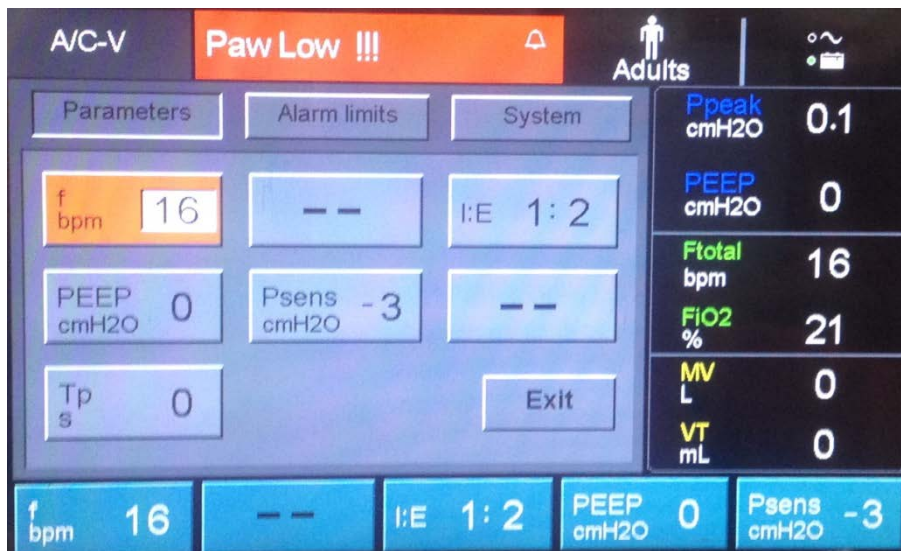 A/C-V Paw Low !!! Adults
Parameters Alarm limits System
f bpm 16 -- I:E 1:2
PEEP cmH2O 0 Psens cmH2O -3 --
Tp s 0 Exit
Ppeak cmH2O 0.1
PEEP cmH2O 0
Ftotal bpm 16
FiO2 % 21
MV L 0
VT mL 0
f bpm 16 -- I:E 1:2 PEEP cmH2O 0 Psens cmH2O -3